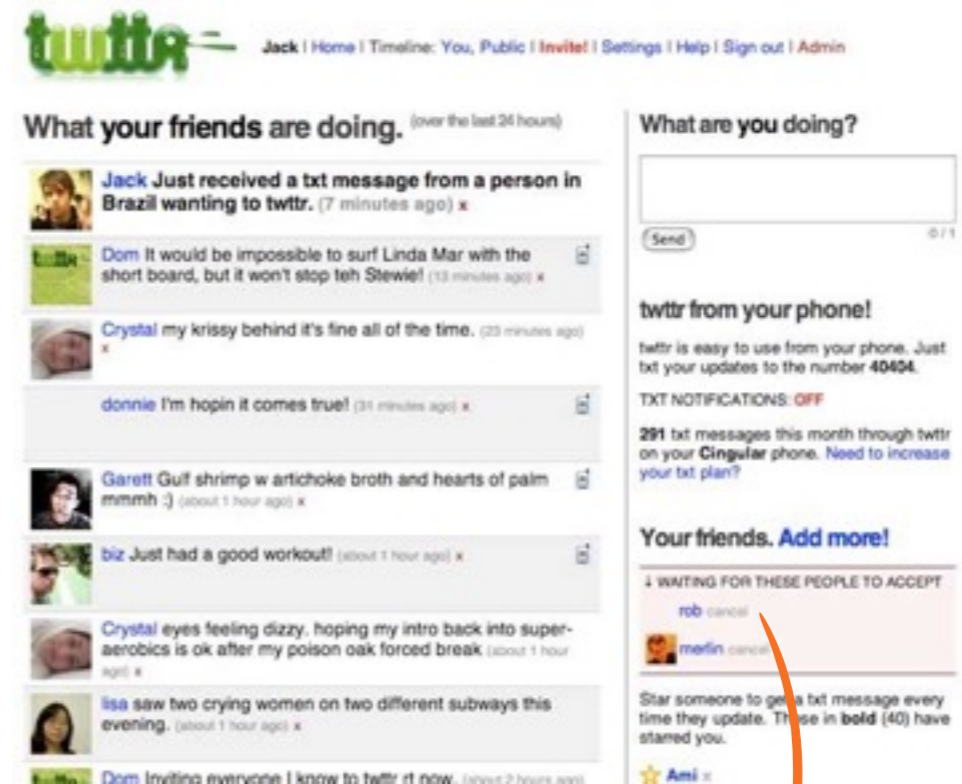 twttr
Jack | Home | Timeline: You, Public | Invite! | Settings | Help | Sign out | Admin
What your friends are doing. (over the last 24 hours)
Jack Just received a txt message from a person in
Brazil wanting to twttr. (7 minutes ago) x
twttr
Dom It would be impossible to surf Linda Mar with the
short board, but it won't stop teh Stewie! (13 minutes ago) x
Crystal my krissy behind it's fine all of the time. (23 minutes ago)
x
donnie I'm hopin it comes true! (31 minutes ago) x
Garett Gulf shrimp w artichoke broth and hearts of palm
mmmh :) (about 1 hour ago) x
biz Just had a good workout! (about 1 hour ago) x
Crystal eyes feeling dizzy. hoping my intro back into super-
aerobics is ok after my poison oak forced break (about 1 hour
ago) x
lisa saw two crying women on two different subways this
evening. (about 1 hour ago) x
Dom Inviting everyone I know to twttr rt now. (about 2 hours ago)
What are you doing?
Send
0 / 1
twttr from your phone!
twttr is easy to use from your phone. Just
txt your updates to the number 40404.
TXT NOTIFICATIONS: OFF
291 txt messages this month through twttr
on your Cingular phone. Need to increase
your txt plan?
Your friends. Add more!
↓ WAITING FOR THESE PEOPLE TO ACCEPT
rob cancel
merlin cancel
Star someone to get a txt message every
time they update. Those in bold (40) have
starred you.
Ami x